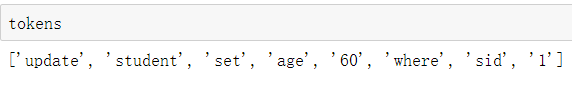 tokens
['update', 'student', 'set', 'age', '60', 'where', 'sid', '1']